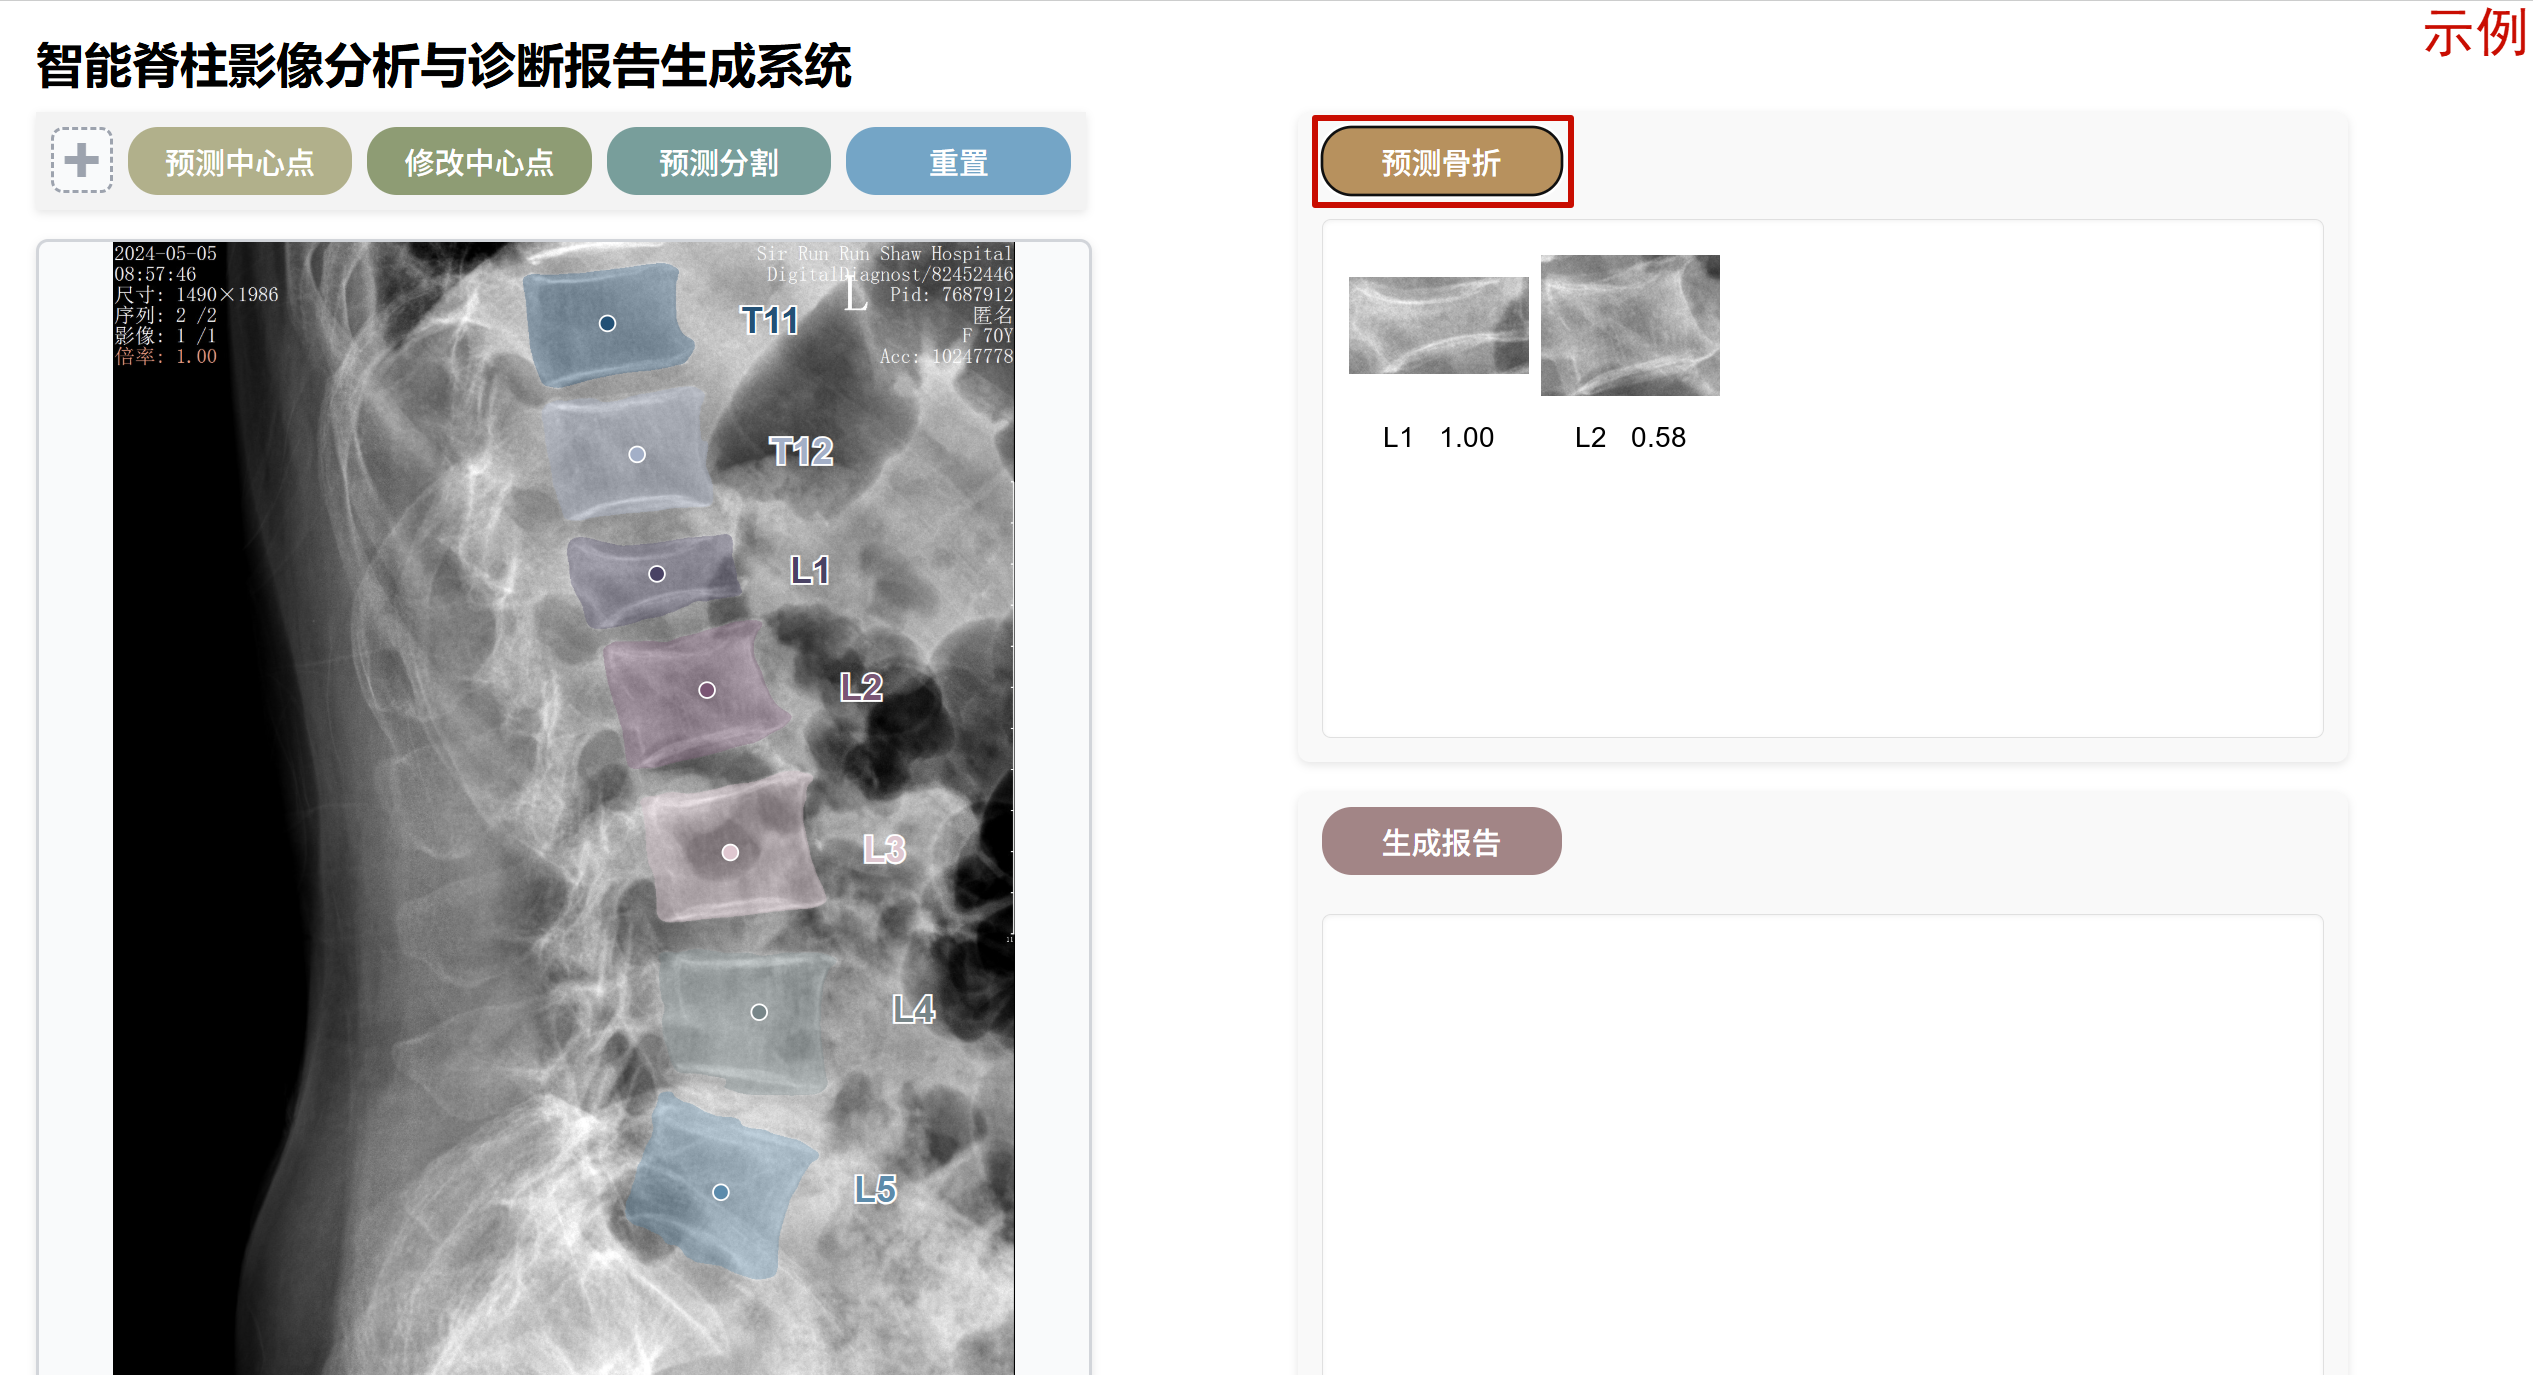 示例
智能脊柱影像分析与诊断报告生成系统
预测中心点
修改中心点
预测分割
重置
2024-05-05
08:57:46
尺寸: 1490×1986
序列: 2 /2
影像: 1 /1
倍率: 1.00
Sir Run Run Shaw Hospital
DigitalDiagnost/82452446
Pid: 7687912
匿名
F 70Y
Acc: 10247778
L
T11
T12
L1
L2
L3
L4
L5
预测骨折
L1 1.00
L2 0.58
生成报告